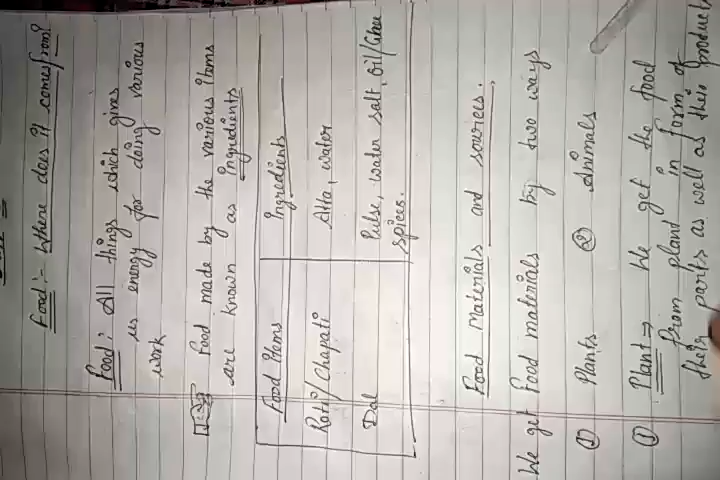 Food:- Where does it comes from?
Food: All things which gives
us energy for doing various
work
Food made by the various items
are known as ingredients
Food Items Ingredients
Roti/Chapati Atta, water
Dal Pulse, water salt, oil/Ghee
spices.
Food Materials and sources.
We get Food materials by two ways
① Plants ② Animals
① Plant ⇒ We get the food
from plant in form of
their parts as well as their product